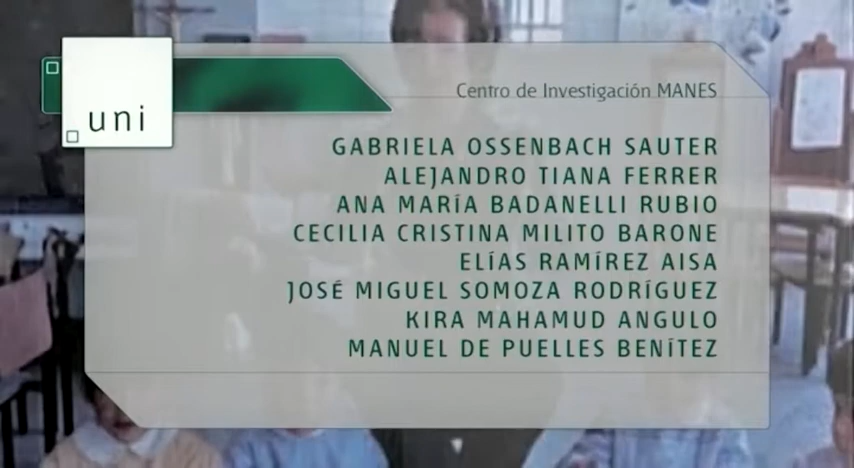 uni
Centro de Investigación MANES
GABRIELA OSSENBACH SAUTER
ALEJANDRO TIANA FERRER
ANA MARÍA BADANELLI RUBIO
CECILIA CRISTINA MILITO BARONE
ELÍAS RAMÍREZ AISA
JOSÉ MIGUEL SOMOZA RODRÍGUEZ
KIRA MAHAMUD ANGULO
MANUEL DE PUELLES BENÍTEZ